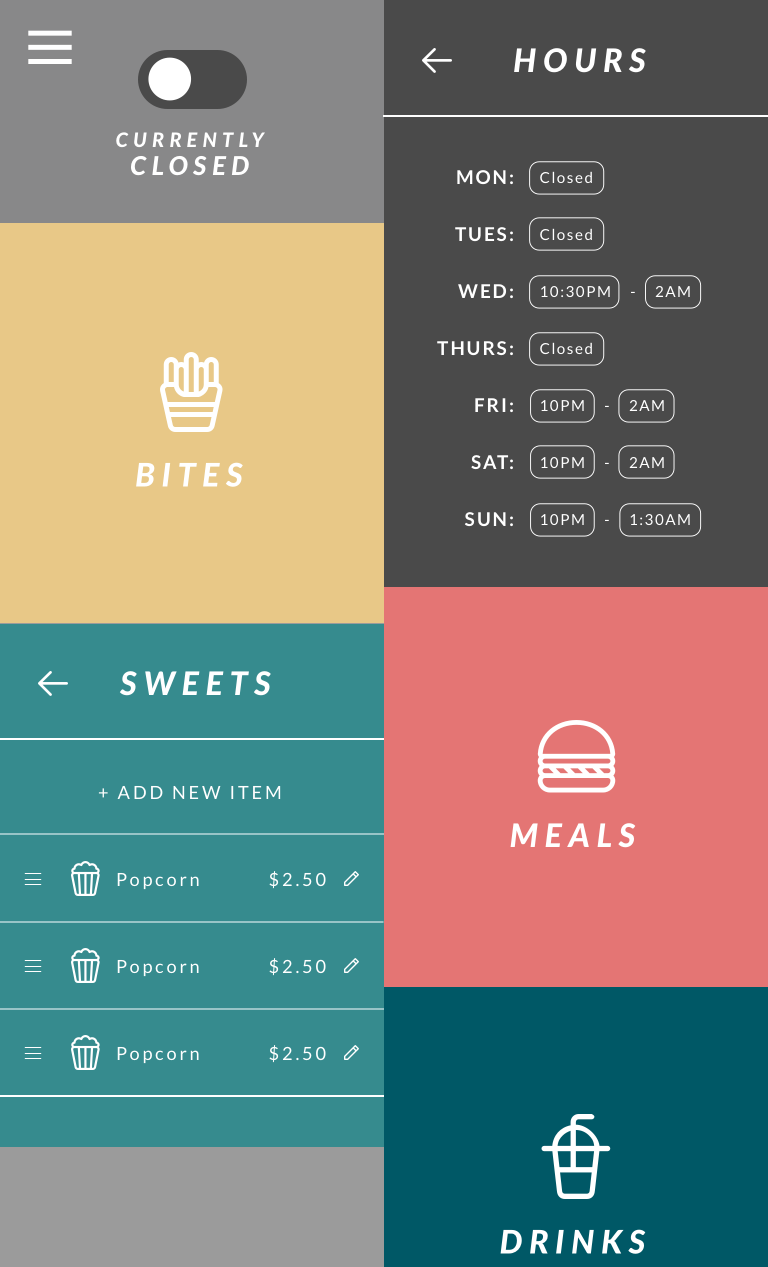 CURRENTLY
CLOSED
BITES
SWEETS
+ ADD NEW ITEM
Popcorn $2.50
Popcorn $2.50
Popcorn $2.50
HOURS
MON: Closed
TUES: Closed
WED: 10:30PM - 2AM
THURS: Closed
FRI: 10PM - 2AM
SAT: 10PM - 2AM
SUN: 10PM - 1:30AM
MEALS
DRINKS